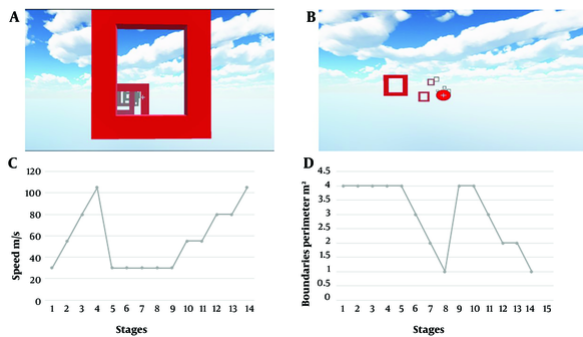 A
B
C
120
100
80
60
40
20
0
Speed m/s
1 2 3 4 5 6 7 8 9 10 11 12 13 14
Stages
D
4.5
4
3.5
3
2.5
2
1.5
1
0.5
0
Boundaries perimeter m²
1 2 3 4 5 6 7 8 9 10 11 12 13 14 15
Stages